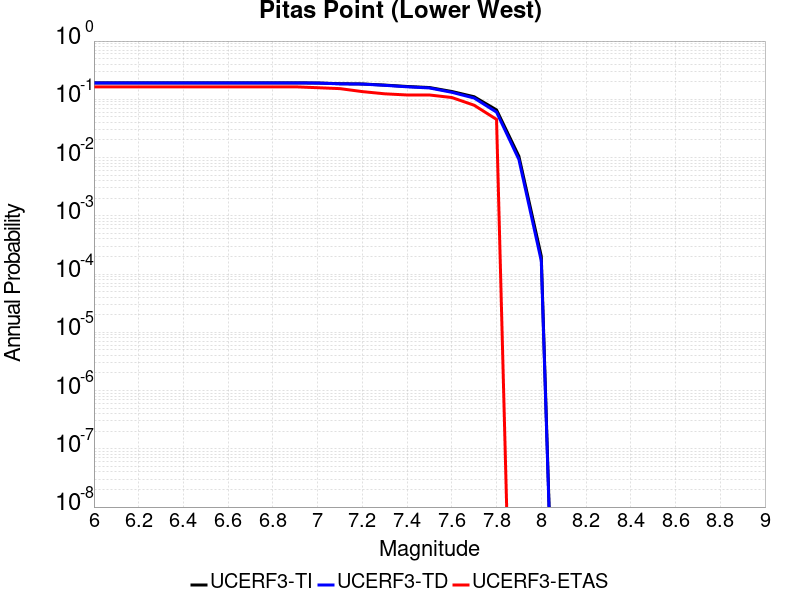 Pitas Point (Lower West)
Annual Probability
10^0
10^-1
10^-2
10^-3
10^-4
10^-5
10^-6
10^-7
10^-8
6 6.2 6.4 6.6 6.8 7 7.2 7.4 7.6 7.8 8 8.2 8.4 8.6 8.8 9
Magnitude
UCERF3-TI UCERF3-TD UCERF3-ETAS